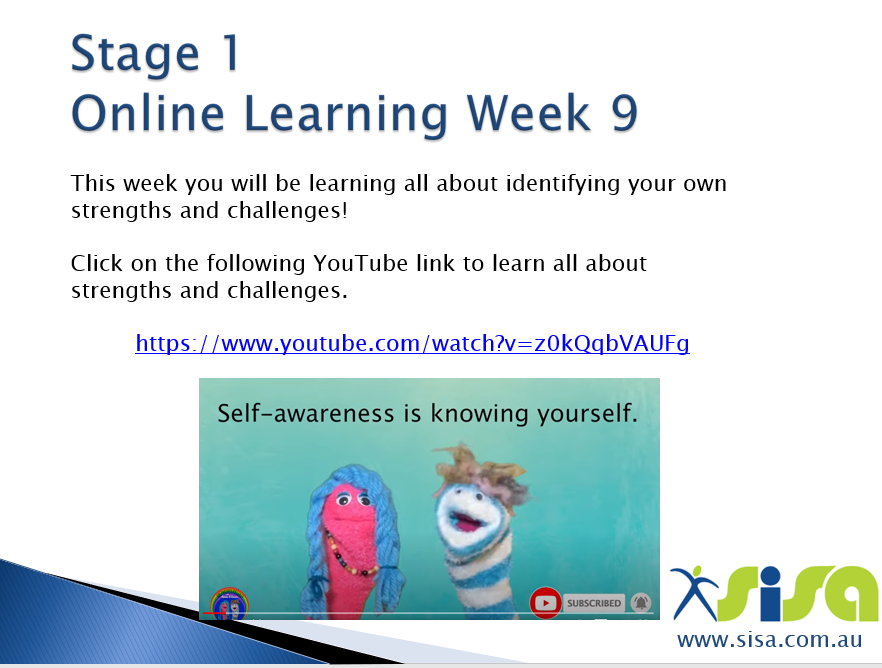 Stage 1
Online Learning Week 9
This week you will be learning all about identifying your own
strengths and challenges!
Click on the following YouTube link to learn all about
strengths and challenges.
https://www.youtube.com/watch?v=z0kQqbVAUFg
Self-awareness is knowing yourself.
SUBSCRIBED
sisa
www.sisa.com.au